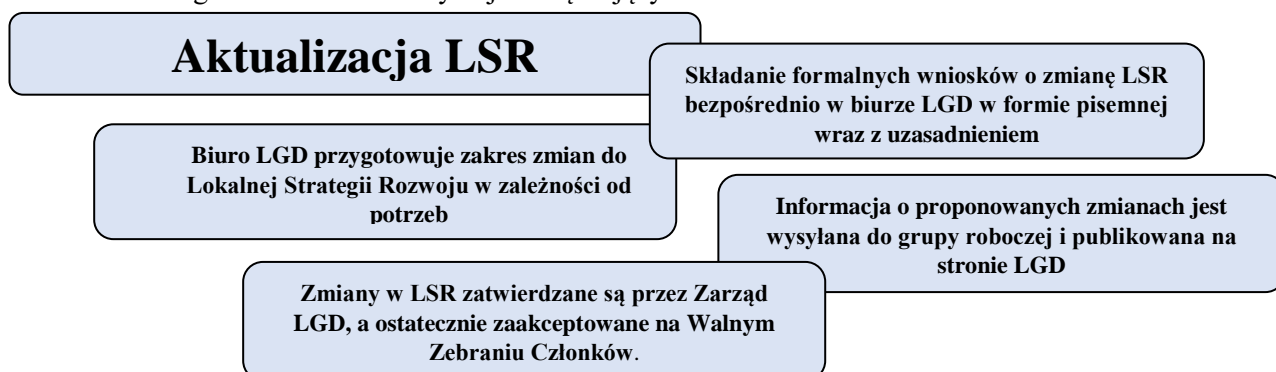 Aktualizacja LSR
Składanie formalnych wniosków o zmianę LSR
bezpośrednio w biurze LGD w formie pisemnej
wraz z uzasadnieniem
Biuro LGD przygotowuje zakres zmian do
Lokalnej Strategii Rozwoju w zależności od
potrzeb
Informacja o proponowanych zmianach jest
wysyłana do grupy roboczej i publikowana na
stronie LGD
Zmiany w LSR zatwierdzane są przez Zarząd
LGD, a ostatecznie zaakceptowane na Walnym
Zebraniu Członków.